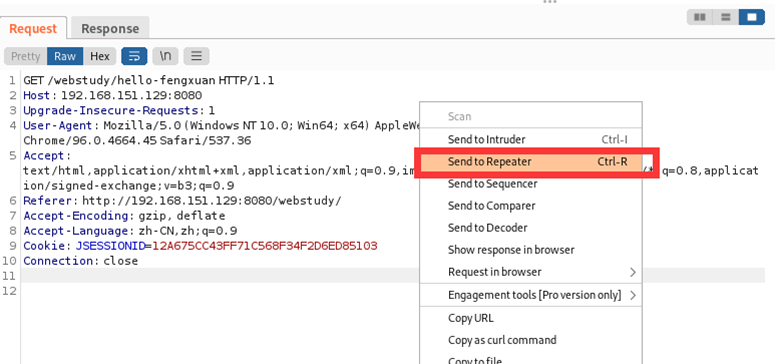 Request Response
Pretty Raw Hex \n
1 GET /webstudy/hello-fengxuan HTTP/1.1
2 Host: 192.168.151.129:8080
3 Upgrade-Insecure-Requests: 1
4 User-Agent: Mozilla/5.0 (Windows NT 10.0; Win64; x64) AppleWe
Chrome/96.0.4664.45 Safari/537.36
5 Accept:
text/html,application/xhtml+xml,application/xml;q=0.9,im /* q=0.8,applicat
ion/signed-exchange;v=b3;q=0.9
6 Referer: http://192.168.151.129:8080/webstudy/
7 Accept-Encoding: gzip, deflate
8 Accept-Language: zh-CN,zh;q=0.9
9 Cookie: JSESSIONID=12A675CC43FF71C568F34F2D6ED85103
10 Connection: close
11
12
Scan
Send to Intruder Ctrl-I
Send to Repeater Ctrl-R
Send to Sequencer
Send to Comparer
Send to Decoder
Show response in browser
Request in browser >
Engagement tools [Pro version only] >
Copy URL
Copy as curl command
Copy to file